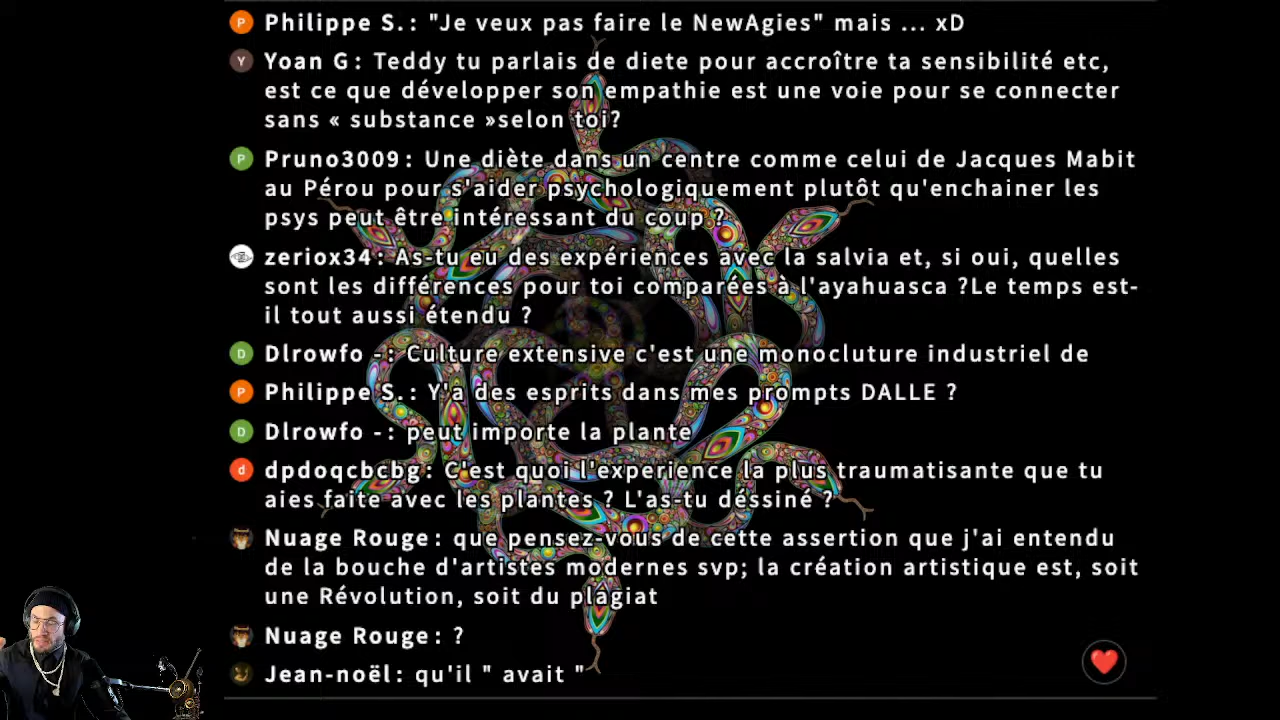 P Philippe S.: "Je veux pas faire le NewAgies" mais ... xD
Y Yoan G: Teddy tu parlais de diete pour accroître ta sensibilité etc,
est ce que développer son empathie est une voie pour se connecter
sans « substance »selon toi?
P Pruno3009: Une diète dans un centre comme celui de Jacques Mabit
au Pérou pour s'aider psychologiquement plutôt qu'enchainer les
psys peut être intéressant du coup ?
zeriox34: As-tu eu des expériences avec la salvia et, si oui, quelles
sont les différences pour toi comparées à l'ayahuasca ?Le temps est-
il tout aussi étendu ?
D Dlrowfo -: Culture extensive c'est une monocluture industriel de
P Philippe S.: Y'a des esprits dans mes prompts DALLE ?
D Dlrowfo -: peut importe la plante
d dpdoqcbcbg: C'est quoi l'experience la plus traumatisante que tu
aies faite avec les plantes ? L'as-tu déssiné ?
Nuage Rouge: que pensez-vous de cette assertion que j'ai entendu
de la bouche d'artistes modernes svp; la création artistique est, soit
une Révolution, soit du plagiat
Nuage Rouge: ?
Jean-noël: qu'il " avait "